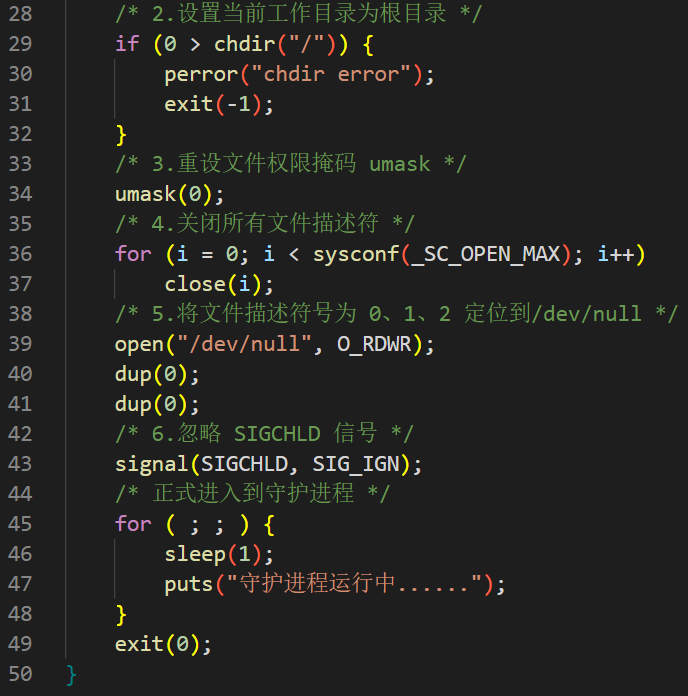 28 /* 2.设置当前工作目录为根目录 */
29 if (0 > chdir("/")) {
30 perror("chdir error");
31 exit(-1);
32 }
33 /* 3.重设文件权限掩码 umask */
34 umask(0);
35 /* 4.关闭所有文件描述符 */
36 for (i = 0; i < sysconf(_SC_OPEN_MAX); i++)
37 close(i);
38 /* 5.将文件描述符号为 0、1、2 定位到/dev/null */
39 open("/dev/null", O_RDWR);
40 dup(0);
41 dup(0);
42 /* 6.忽略 SIGCHLD 信号 */
43 signal(SIGCHLD, SIG_IGN);
44 /* 正式进入到守护进程 */
45 for ( ; ; ) {
46 sleep(1);
47 puts("守护进程运行中......");
48 }
49 exit(0);
50 }